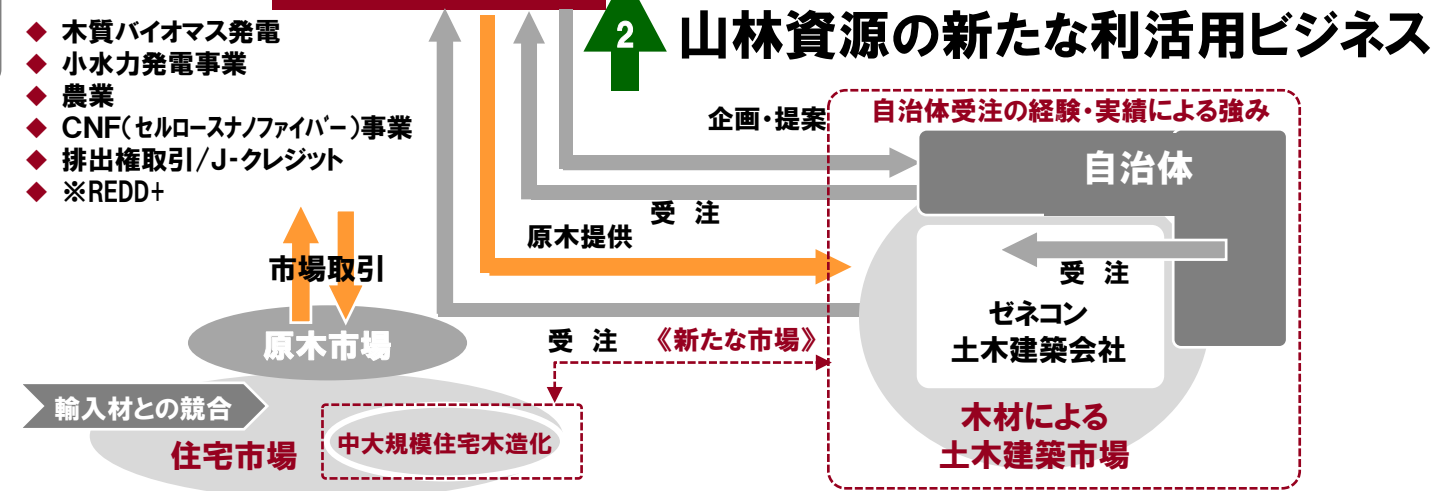 2
山林資源の新たな利活用ビジネス
◆ 木質バイオマス発電
◆ 小水力発電事業
◆ 農業
◆ CNF(セルロースナノファイバー)事業
◆ 排出権取引/J-クレジット
◆ ※REDD+
企画・提案
自治体受注の経験・実績による強み
自治体
受 注
原木提供
市場取引
受 注
ゼネコン
土木建築会社
原木市場
受 注 《新たな市場》
輸入材との競合
住宅市場
中大規模住宅木造化
木材による
土木建築市場